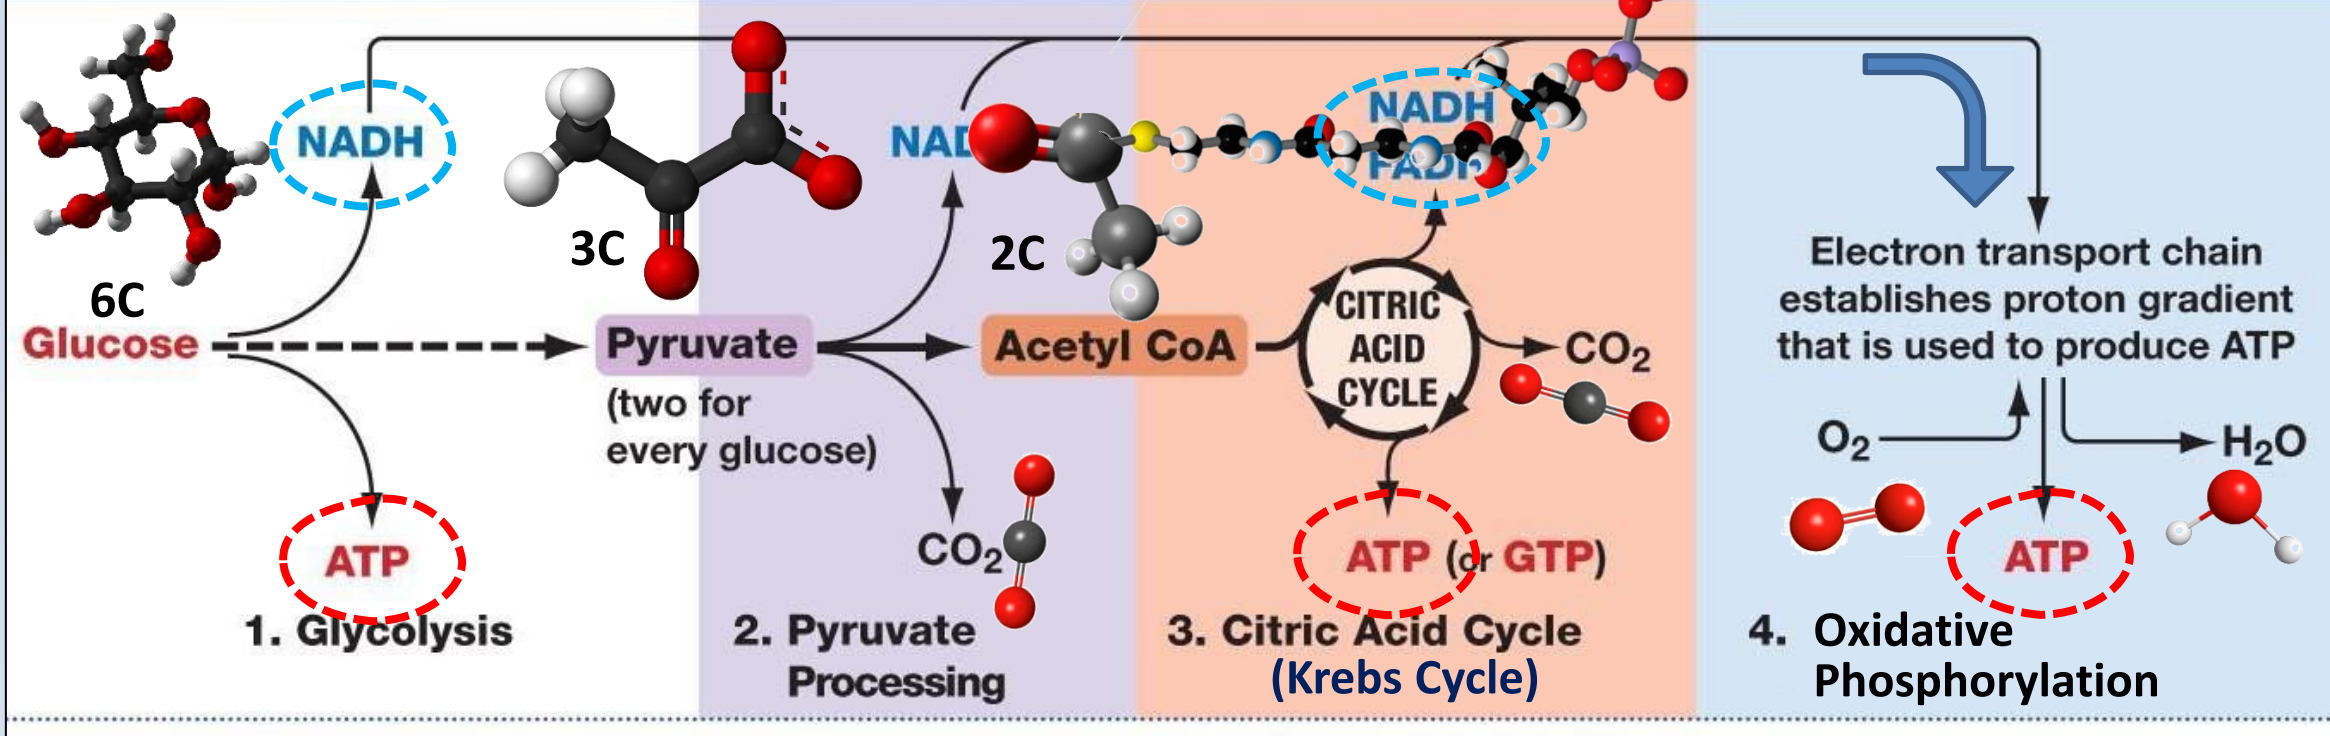 6C
Glucose
NADH
ATP
1. Glycolysis
3C
Pyruvate
(two for
every glucose)
CO₂
2. Pyruvate
Processing
2C
Acetyl CoA
NADH
CITRIC
ACID
CYCLE
CO₂
ATP (or GTP)
3. Citric Acid Cycle
(Krebs Cycle)
Electron transport chain
establishes proton gradient
that is used to produce ATP
O₂
H₂O
ATP
4. Oxidative
Phosphorylation